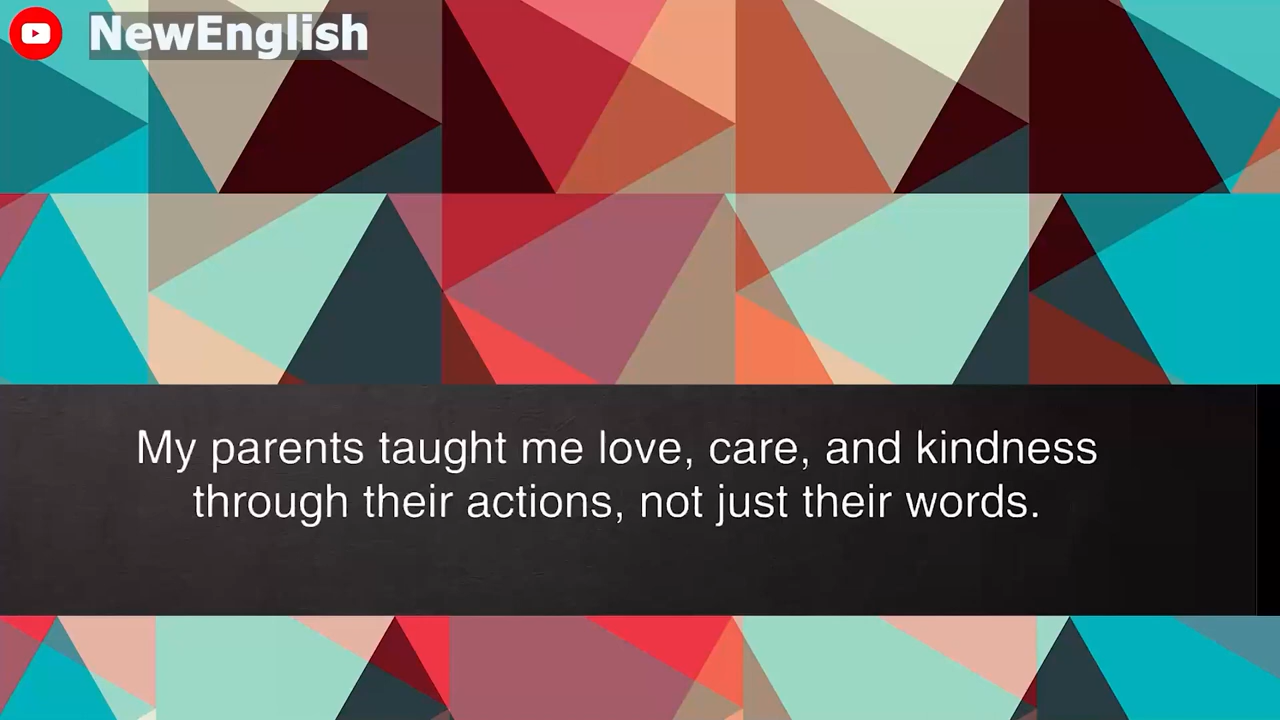 NewEnglish
My parents taught me love, care, and kindness
through their actions, not just their words.